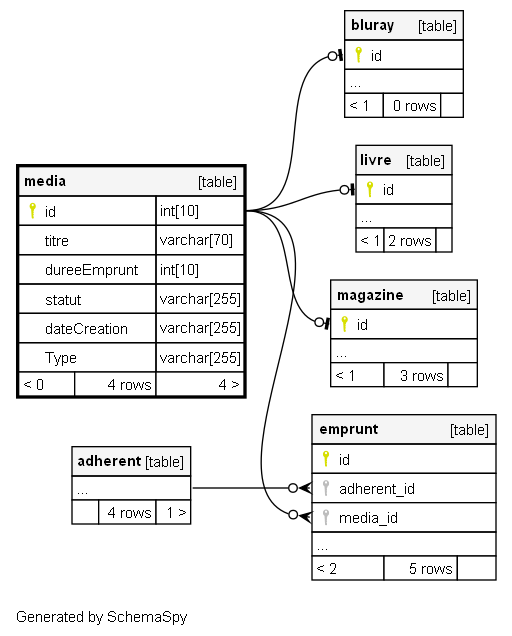 bluray [table]
id
...
< 1 0 rows
livre [table]
id
...
< 1 2 rows
media [table]
id int[10]
titre varchar[70]
dureeEmprunt int[10]
statut varchar[255]
dateCreation varchar[255]
Type varchar[255]
< 0 4 rows 4 >
magazine [table]
id
...
< 1 3 rows
emprunt [table]
id
adherent_id
media_id
...
< 2 5 rows
adherent [table]
...
4 rows 1 >
Generated by SchemaSpy